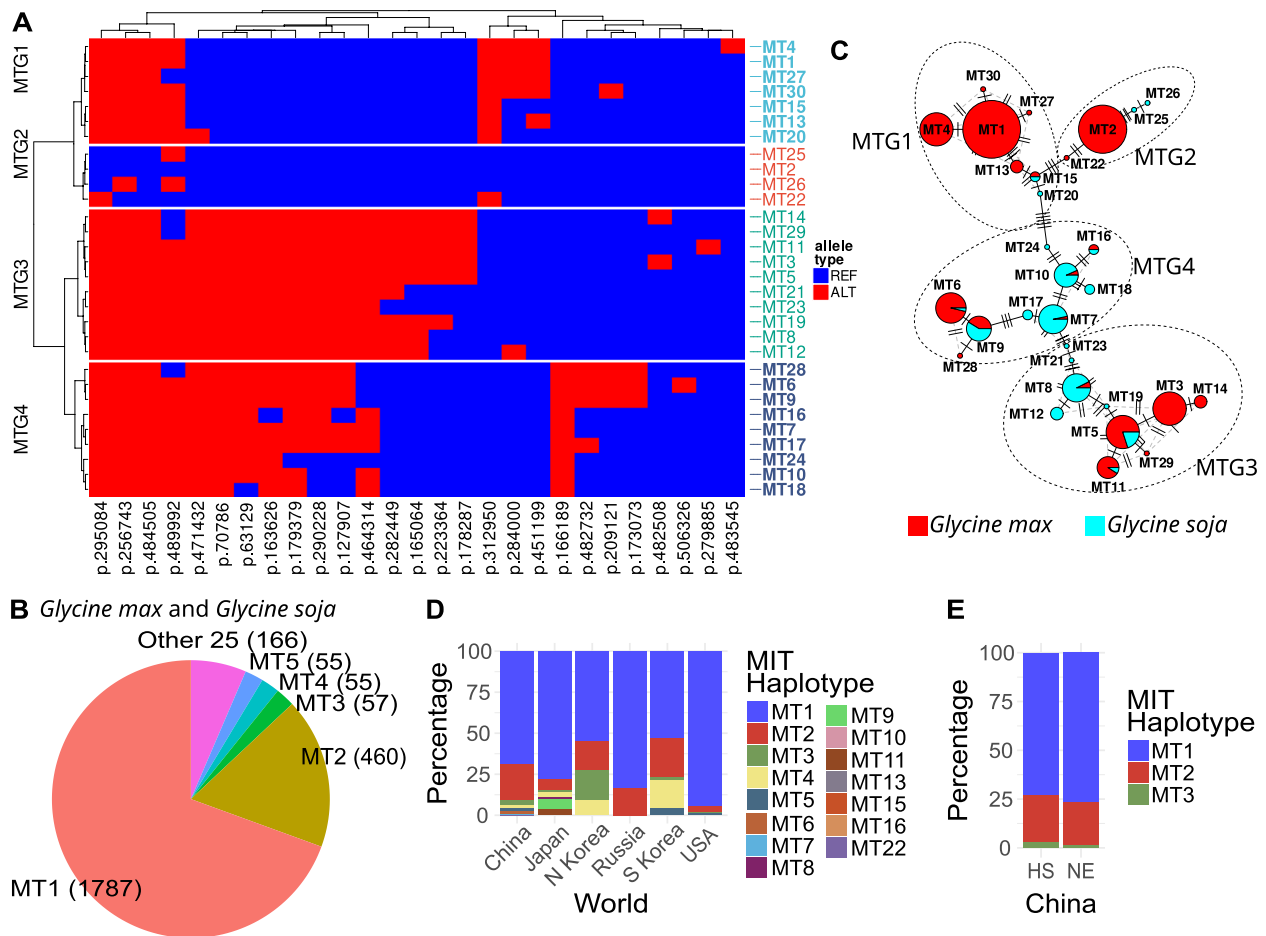 A
MTG1
MTG2
MTG3
MTG4
MT4
MT1
MT27
MT30
MT15
MT13
MT20
MT25
MT2
MT26
MT22
MT14
MT29
MT11
MT3
MT5
MT21
MT23
MT19
MT8
MT12
MT28
MT6
MT9
MT16
MT7
MT17
MT24
MT10
MT18
allele
type
REF
ALT
p.295084
p.256743
p.484505
p.489992
p.471432
p.70786
p.63129
p.163626
p.179379
p.290228
p.127907
p.464314
p.282449
p.165064
p.223364
p.178287
p.312950
p.284000
p.451199
p.166189
p.482732
p.209121
p.173073
p.482508
p.506326
p.279885
p.483545
C
MT30
MT27
MT4
MT1
MTG1
MT13
MT15
MT20
MT26
MT25
MT2
MT22
MTG2
MT24
MT16
MT10
MTG4
MT18
MT6
MT17
MT7
MT9
MT28
MT23
MT21
MT8
MT19
MT3
MT14
MT12
MT5
MT29
MT11
MTG3
Glycine max
Glycine soja
B Glycine max and Glycine soja
Other 25 (166)
MT5 (55)
MT4 (55)
MT3 (57)
MT2 (460)
MT1 (1787)
D
Percentage
100
75
50
25
0
China
Japan
N Korea
Russia
S Korea
USA
World
MIT
Haplotype
MT1
MT2
MT3
MT4
MT5
MT6
MT7
MT8
MT9
MT10
MT11
MT13
MT15
MT16
MT22
E
Percentage
100
75
50
25
0
HS NE
China
MIT
Haplotype
MT1
MT2
MT3